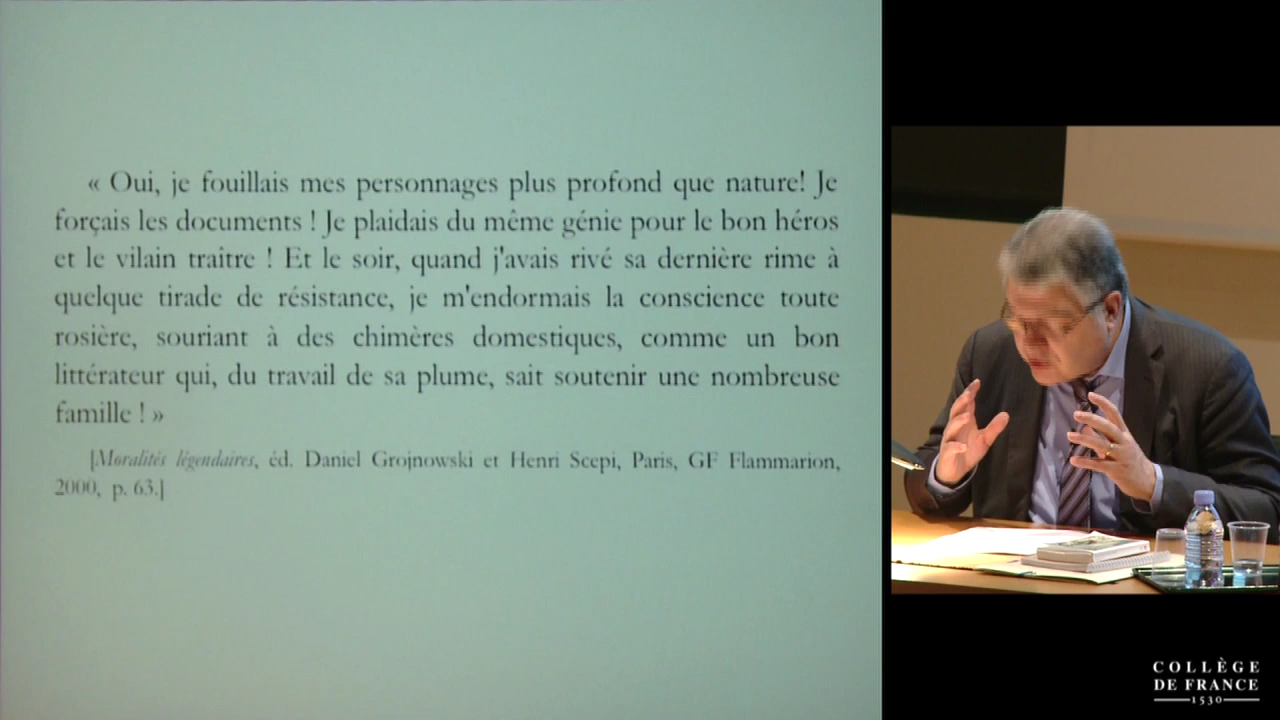 « Oui, je fouillais mes personnages plus profond que nature! Je
forçais les documents ! Je plaidais du même génie pour le bon héros
et le vilain traître ! Et le soir, quand j'avais rivé sa dernière rime à
quelque tirade de résistance, je m'endormais la conscience toute
rosière, souriant à des chimères domestiques, comme un bon
littérateur qui, du travail de sa plume, sait soutenir une nombreuse
famille ! »
[Moralités légendaires, éd. Daniel Grojnowski et Henri Scepi, Paris, GF Flammarion,
2000, p. 63.]
COLLÈGE
DE FRANCE
1530